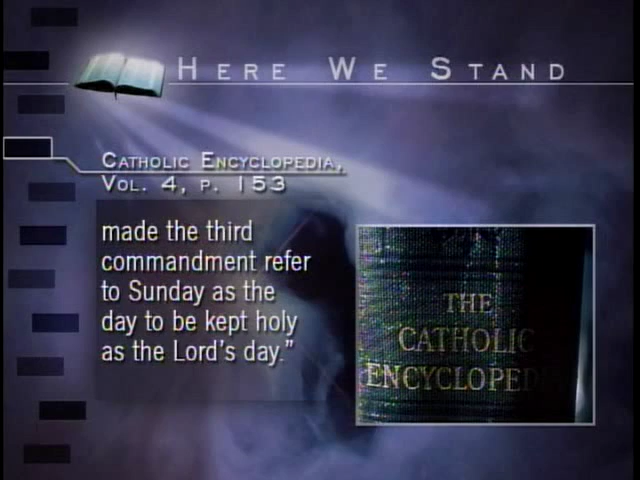 HERE WE STAND
CATHOLIC ENCYCLOPEDIA,
VOL. 4, P. 153
made the third
commandment refer
to Sunday as the
day to be kept holy
as the Lord's day."
THE
CATHOLIC
ENCYCLOPED